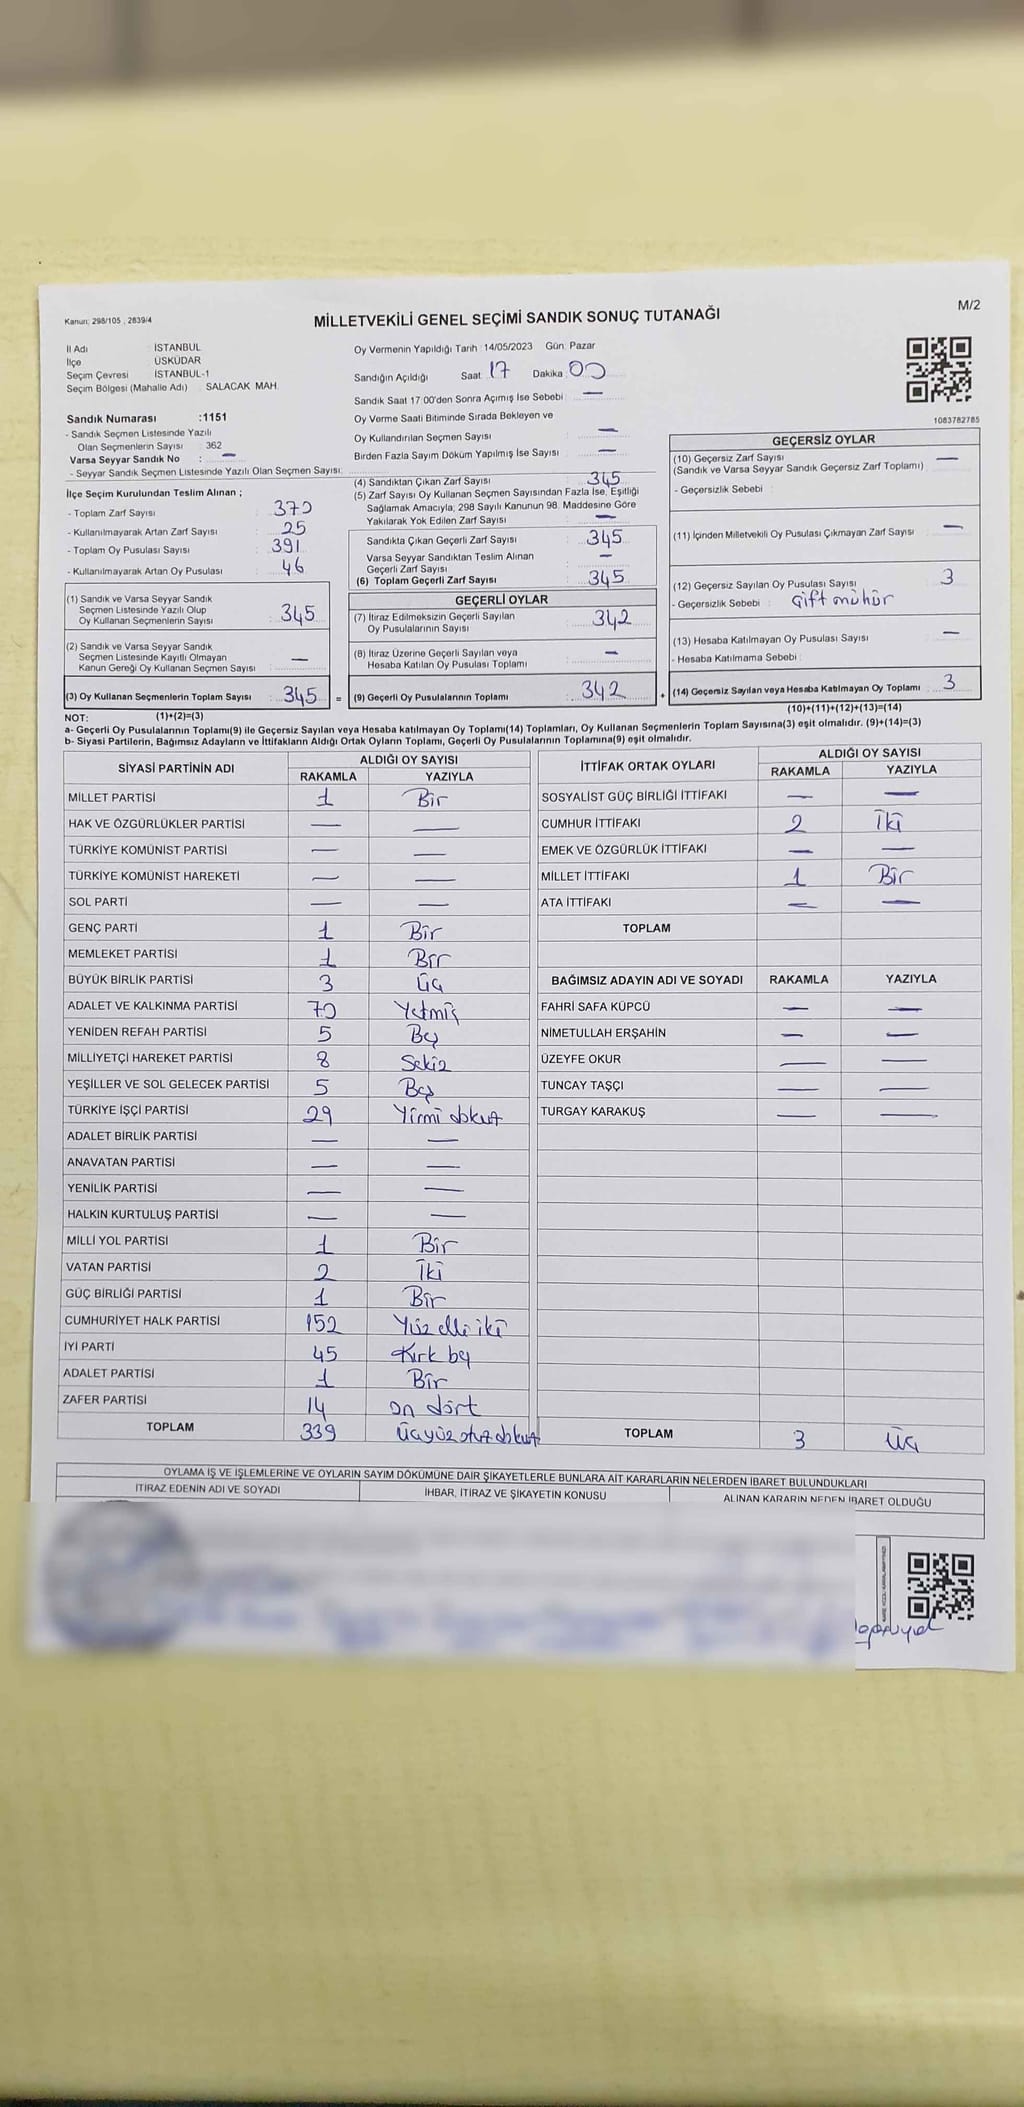 Kanun: 298/105 , 2839/4
MİLLETVEKİLİ GENEL SEÇİMİ SANDIK SONUÇ TUTANAĞI
M/2
İl Adı İSTANBUL
İlçe ÜSKÜDAR
Seçim Çevresi İSTANBUL-1
Seçim Bölgesi (Mahalle Adı) SALACAK MAH.
Oy Vermenin Yapıldığı Tarih :14/05/2023 Gün: Pazar
Sandığın Açıldığı Saat 17 Dakika 00
Sandık Saat 17:00'den Sonra Açımış İse Sebebi —
Oy Verme Saati Bitiminde Sırada Bekleyen ve
Oy Kullandırılan Seçmen Sayısı : —
Birden Fazla Sayım Döküm Yapılmış İse Sayısı : —
1083782785
Sandık Numarası :1151
- Sandık Seçmen Listesinde Yazılı
Olan Seçmenlerin Sayısı : 362
Varsa Seyyar Sandık No : —
- Seyyar Sandık Seçmen Listesinde Yazılı Olan Seçmen Sayısı:
İlçe Seçim Kurulundan Teslim Alınan ;
- Toplam Zarf Sayısı : 370
- Kullanılmayarak Artan Zarf Sayısı : 25
- Toplam Oy Pusulası Sayısı : 391
- Kullanılmayarak Artan Oy Pusulası : 46
(1) Sandık ve Varsa Seyyar Sandık
Seçmen Listesinde Yazılı Olup
Oy Kullanan Seçmenlerin Sayısı : 345
(2) Sandık ve Varsa Seyyar Sandık
Seçmen Listesinde Kayıtlı Olmayan
Kanun Gereği Oy Kullanan Seçmen Sayısı : —
(3) Oy Kullanan Seçmenlerin Toplam Sayısı : 345 =
(4) Sandıktan Çıkan Zarf Sayısı : 345
(5) Zarf Sayısı Oy Kullanan Seçmen Sayısından Fazla İse, Eşitliği
Sağlamak Amacıyla, 298 Sayılı Kanunun 98. Maddesine Göre
Yakılarak Yok Edilen Zarf Sayısı : —
Sandıkta Çıkan Geçerli Zarf Sayısı : 345
Varsa Seyyar Sandıktan Teslim Alınan
Geçerli Zarf Sayısı : —
(6) Toplam Geçerli Zarf Sayısı : 345
GEÇERLİ OYLAR
(7) İtiraz Edilmeksizin Geçerli Sayılan
Oy Pusulalarının Sayısı : 342
(8) İtiraz Üzerine Geçerli Sayılan veya
Hesaba Katılan Oy Pusulası Toplamı : —
(9) Geçerli Oy Pusulalarının Toplamı : 342 +
GEÇERSİZ OYLAR
(10) Geçersiz Zarf Sayısı : —
(Sandık ve Varsa Seyyar Sandık Geçersiz Zarf Toplamı)
- Geçersizlik Sebebi :
(11) İçinden Milletvekili Oy Pusulası Çıkmayan Zarf Sayısı : —
(12) Geçersiz Sayılan Oy Pusulası Sayısı : 3
- Geçersizlik Sebebi : Çift mühür
(13) Hesaba Katılmayan Oy Pusulası Sayısı : —
- Hesaba Katılmama Sebebi :
(14) Geçersiz Sayılan veya Hesaba Katılmayan Oy Toplamı : 3
NOT: (1)+(2)=(3)
(10)+(11)+(12)+(13)=(14)
a- Geçerli Oy Pusulalarının Toplamı(9) ile Geçersiz Sayılan veya Hesaba katılmayan Oy Toplamı(14) Toplamları, Oy Kullanan Seçmenlerin Toplam Sayısına(3) eşit olmalıdır. (9)+(14)=(3)
b- Siyasi Partilerin, Bağımsız Adayların ve İttifakların Aldığı Ortak Oyların Toplamı, Geçerli Oy Pusulalarının Toplamına(9) eşit olmalıdır.
SİYASİ PARTİNİN ADI ALDIĞI OY SAYISI
RAKAMLA YAZIYLA
MİLLET PARTİSİ 1 Bir
HAK VE ÖZGÜRLÜKLER PARTİSİ — —
TÜRKİYE KOMÜNİST PARTİSİ — —
TÜRKİYE KOMÜNİST HAREKETİ — —
SOL PARTİ — —
GENÇ PARTİ 1 Bir
MEMLEKET PARTİSİ 1 Bir
BÜYÜK BİRLİK PARTİSİ 3 Üç
ADALET VE KALKINMA PARTİSİ 70 Yetmiş
YENİDEN REFAH PARTİSİ 5 Beş
MİLLİYETÇİ HAREKET PARTİSİ 8 Sekiz
YEŞİLLER VE SOL GELECEK PARTİSİ 5 Beş
TÜRKİYE İŞÇİ PARTİSİ 29 Yirmi dokuz
ADALET BİRLİK PARTİSİ — —
ANAVATAN PARTİSİ — —
YENİLİK PARTİSİ — —
HALKIN KURTULUŞ PARTİSİ — —
MİLLİ YOL PARTİSİ 1 Bir
VATAN PARTİSİ 2 İki
GÜÇ BİRLİĞİ PARTİSİ 1 Bir
CUMHURİYET HALK PARTİSİ 152 Yüz elli iki
İYİ PARTİ 45 Kırk beş
ADALET PARTİSİ 1 Bir
ZAFER PARTİSİ 14 on dört
TOPLAM 339 Üçyüz otuz dokuz
İTTİFAK ORTAK OYLARI ALDIĞI OY SAYISI
RAKAMLA YAZIYLA
SOSYALİST GÜÇ BİRLİĞİ İTTİFAKI — —
CUMHUR İTTİFAKI 2 İki
EMEK VE ÖZGÜRLÜK İTTİFAKI — —
MİLLET İTTİFAKI 1 Bir
ATA İTTİFAKI — —
TOPLAM
BAĞIMSIZ ADAYIN ADI VE SOYADI RAKAMLA YAZIYLA
FAHRİ SAFA KÜPCÜ — —
NİMETULLAH ERŞAHİN — —
ÜZEYFE OKUR — —
TUNCAY TAŞÇI — —
TURGAY KARAKUŞ — —
TOPLAM 3 Üç
OYLAMA İŞ VE İŞLEMLERİNE VE OYLARIN SAYIM DÖKÜMÜNE DAİR ŞİKAYETLERLE BUNLARA AİT KARARLARIN NELERDEN İBARET BULUNDUKLARI
İTİRAZ EDENİN ADI VE SOYADI İHBAR, İTİRAZ VE ŞİKAYETİN KONUSU ALINAN KARARIN NEDEN İBARET OLDUĞU